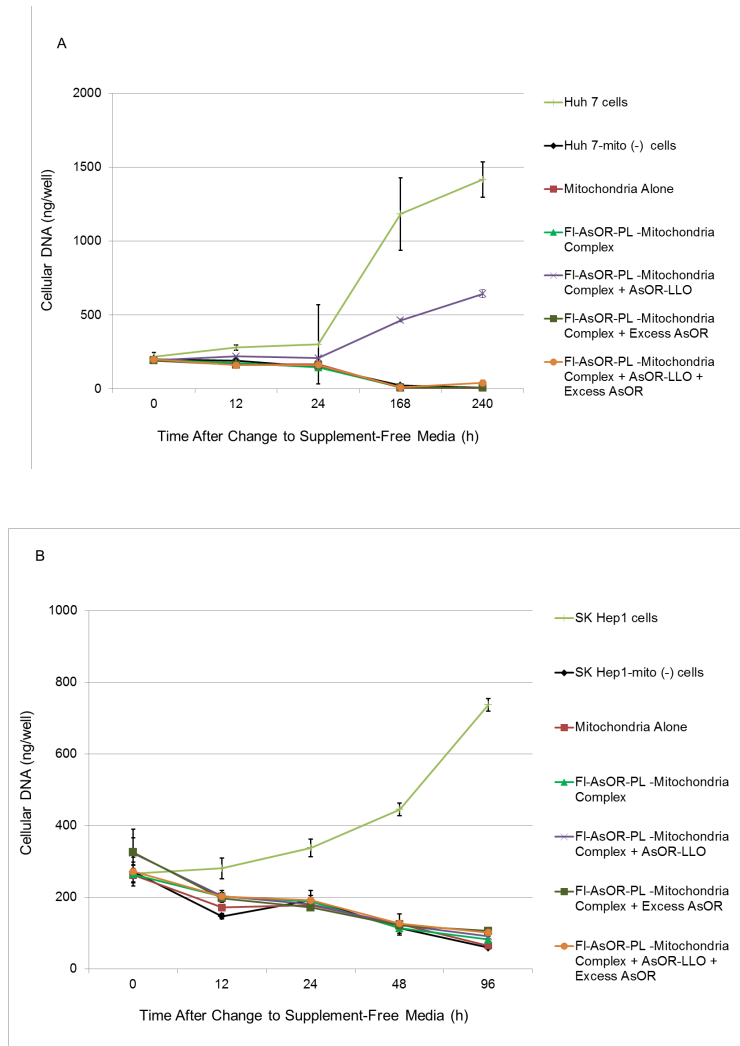 A
2000
1500
1000
500
0
Cellular DNA (ng/well)
0 12 24 168 240
Time After Change to Supplement-Free Media (h)
Huh 7 cells
Huh 7-mito (-) cells
Mitochondria Alone
Fl-AsOR-PL -Mitochondria
Complex
Fl-AsOR-PL -Mitochondria
Complex + AsOR-LLO
Fl-AsOR-PL -Mitochondria
Complex + Excess AsOR
Fl-AsOR-PL -Mitochondria
Complex + AsOR-LLO +
Excess AsOR
B
1000
800
600
400
200
0
Cellular DNA (ng/well)
0 12 24 48 96
Time After Change to Supplement-Free Media (h)
SK Hep1 cells
SK Hep1-mito (-) cells
Mitochondria Alone
Fl-AsOR-PL -Mitochondria
Complex
Fl-AsOR-PL -Mitochondria
Complex + AsOR-LLO
Fl-AsOR-PL -Mitochondria
Complex + Excess AsOR
Fl-AsOR-PL -Mitochondria
Complex + AsOR-LLO +
Excess AsOR